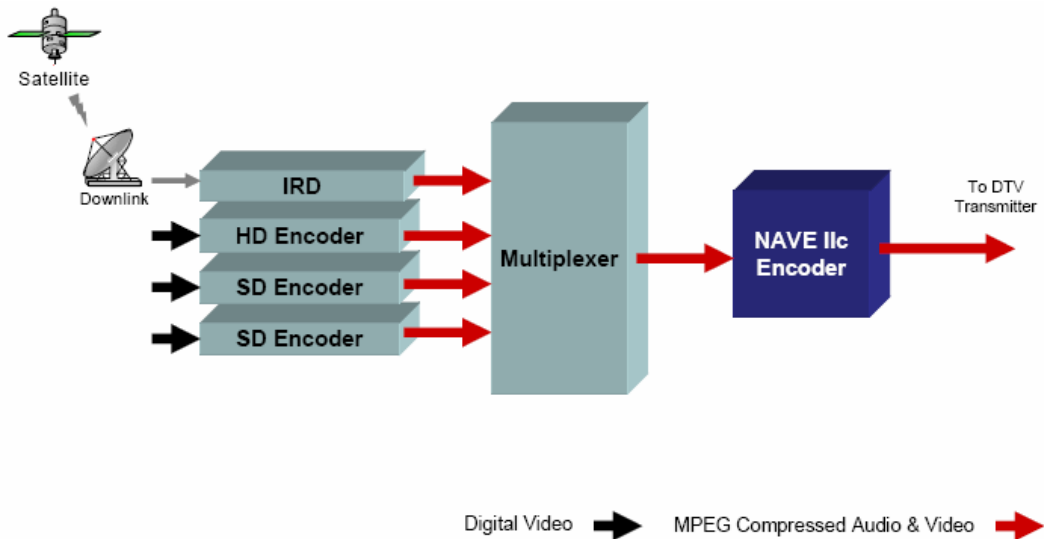 Satellite
Downlink
IRD
HD Encoder
SD Encoder
SD Encoder
Multiplexer
NAVE IIc
Encoder
To DTV
Transmitter
Digital Video
MPEG Compressed Audio & Video